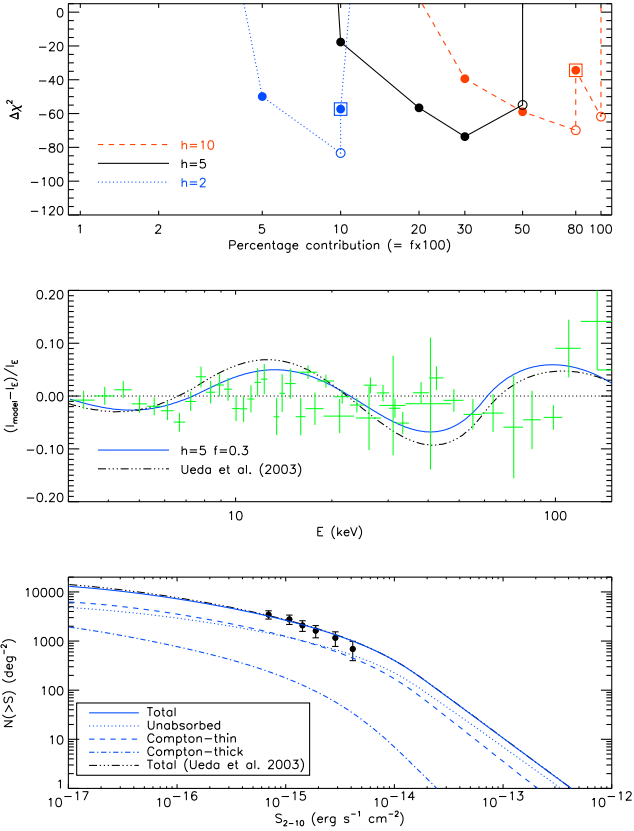 0
−20
−40
−60
−80
−100
−120
Δχ²
h=10
h=5
h=2
1 2 5 10 20 30 50 80 100
Percentage contribution (= fx100)
0.20
0.10
0.00
−0.10
−0.20
(I_model−I_E)/I_E
h=5 f=0.3
Ueda et al. (2003)
10 100
E (keV)
10000
1000
100
10
1
N(>S) (deg⁻²)
Total
Unabsorbed
Compton−thin
Compton−thick
Total (Ueda et al. 2003)
10⁻¹⁷ 10⁻¹⁶ 10⁻¹⁵ 10⁻¹⁴ 10⁻¹³ 10⁻¹²
S₂₋₁₀ (erg s⁻¹ cm⁻²)